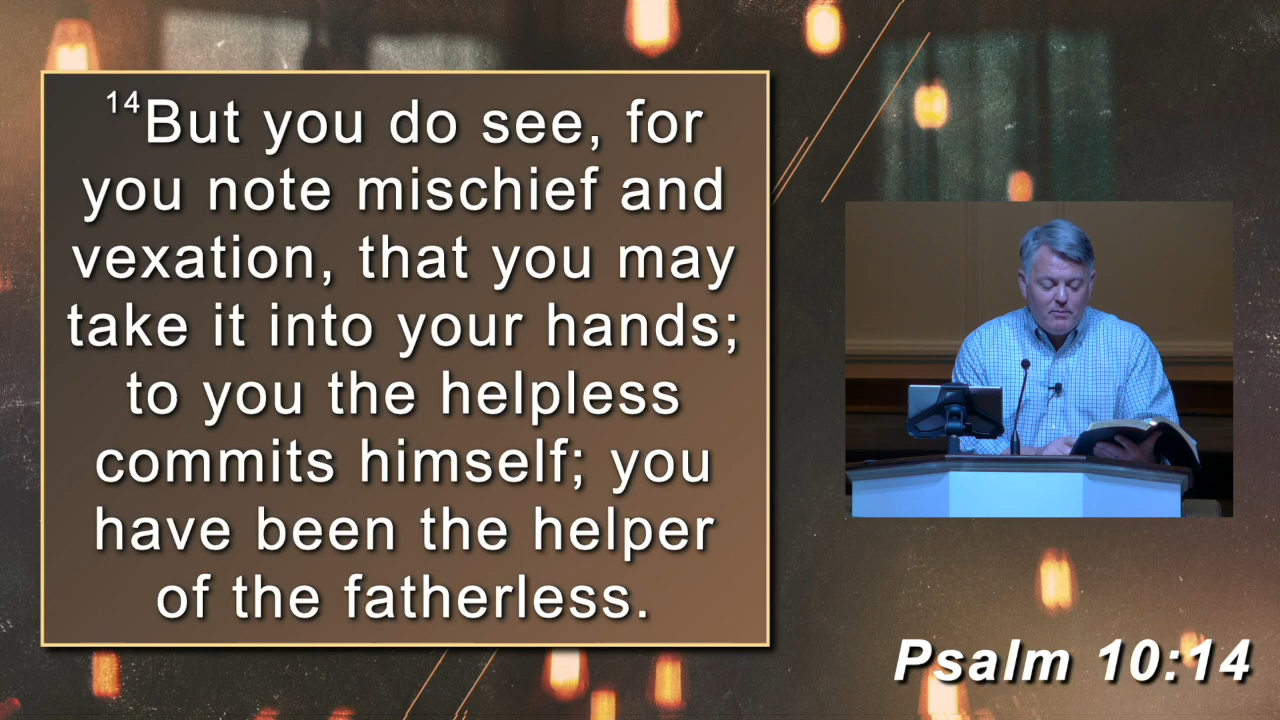 14But you do see, for
you note mischief and
vexation, that you may
take it into your hands;
to you the helpless
commits himself; you
have been the helper
of the fatherless.
Psalm 10:14